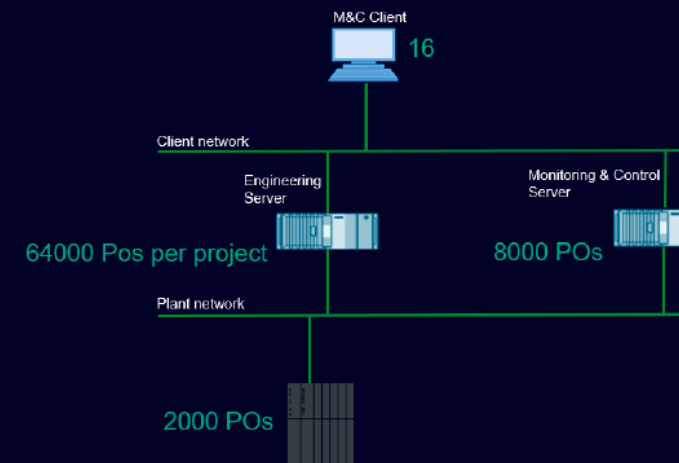 M&C Client
16
Client network
Engineering
Server
Monitoring & Control
Server
64000 Pos per project
8000 POs
Plant network
2000 POs